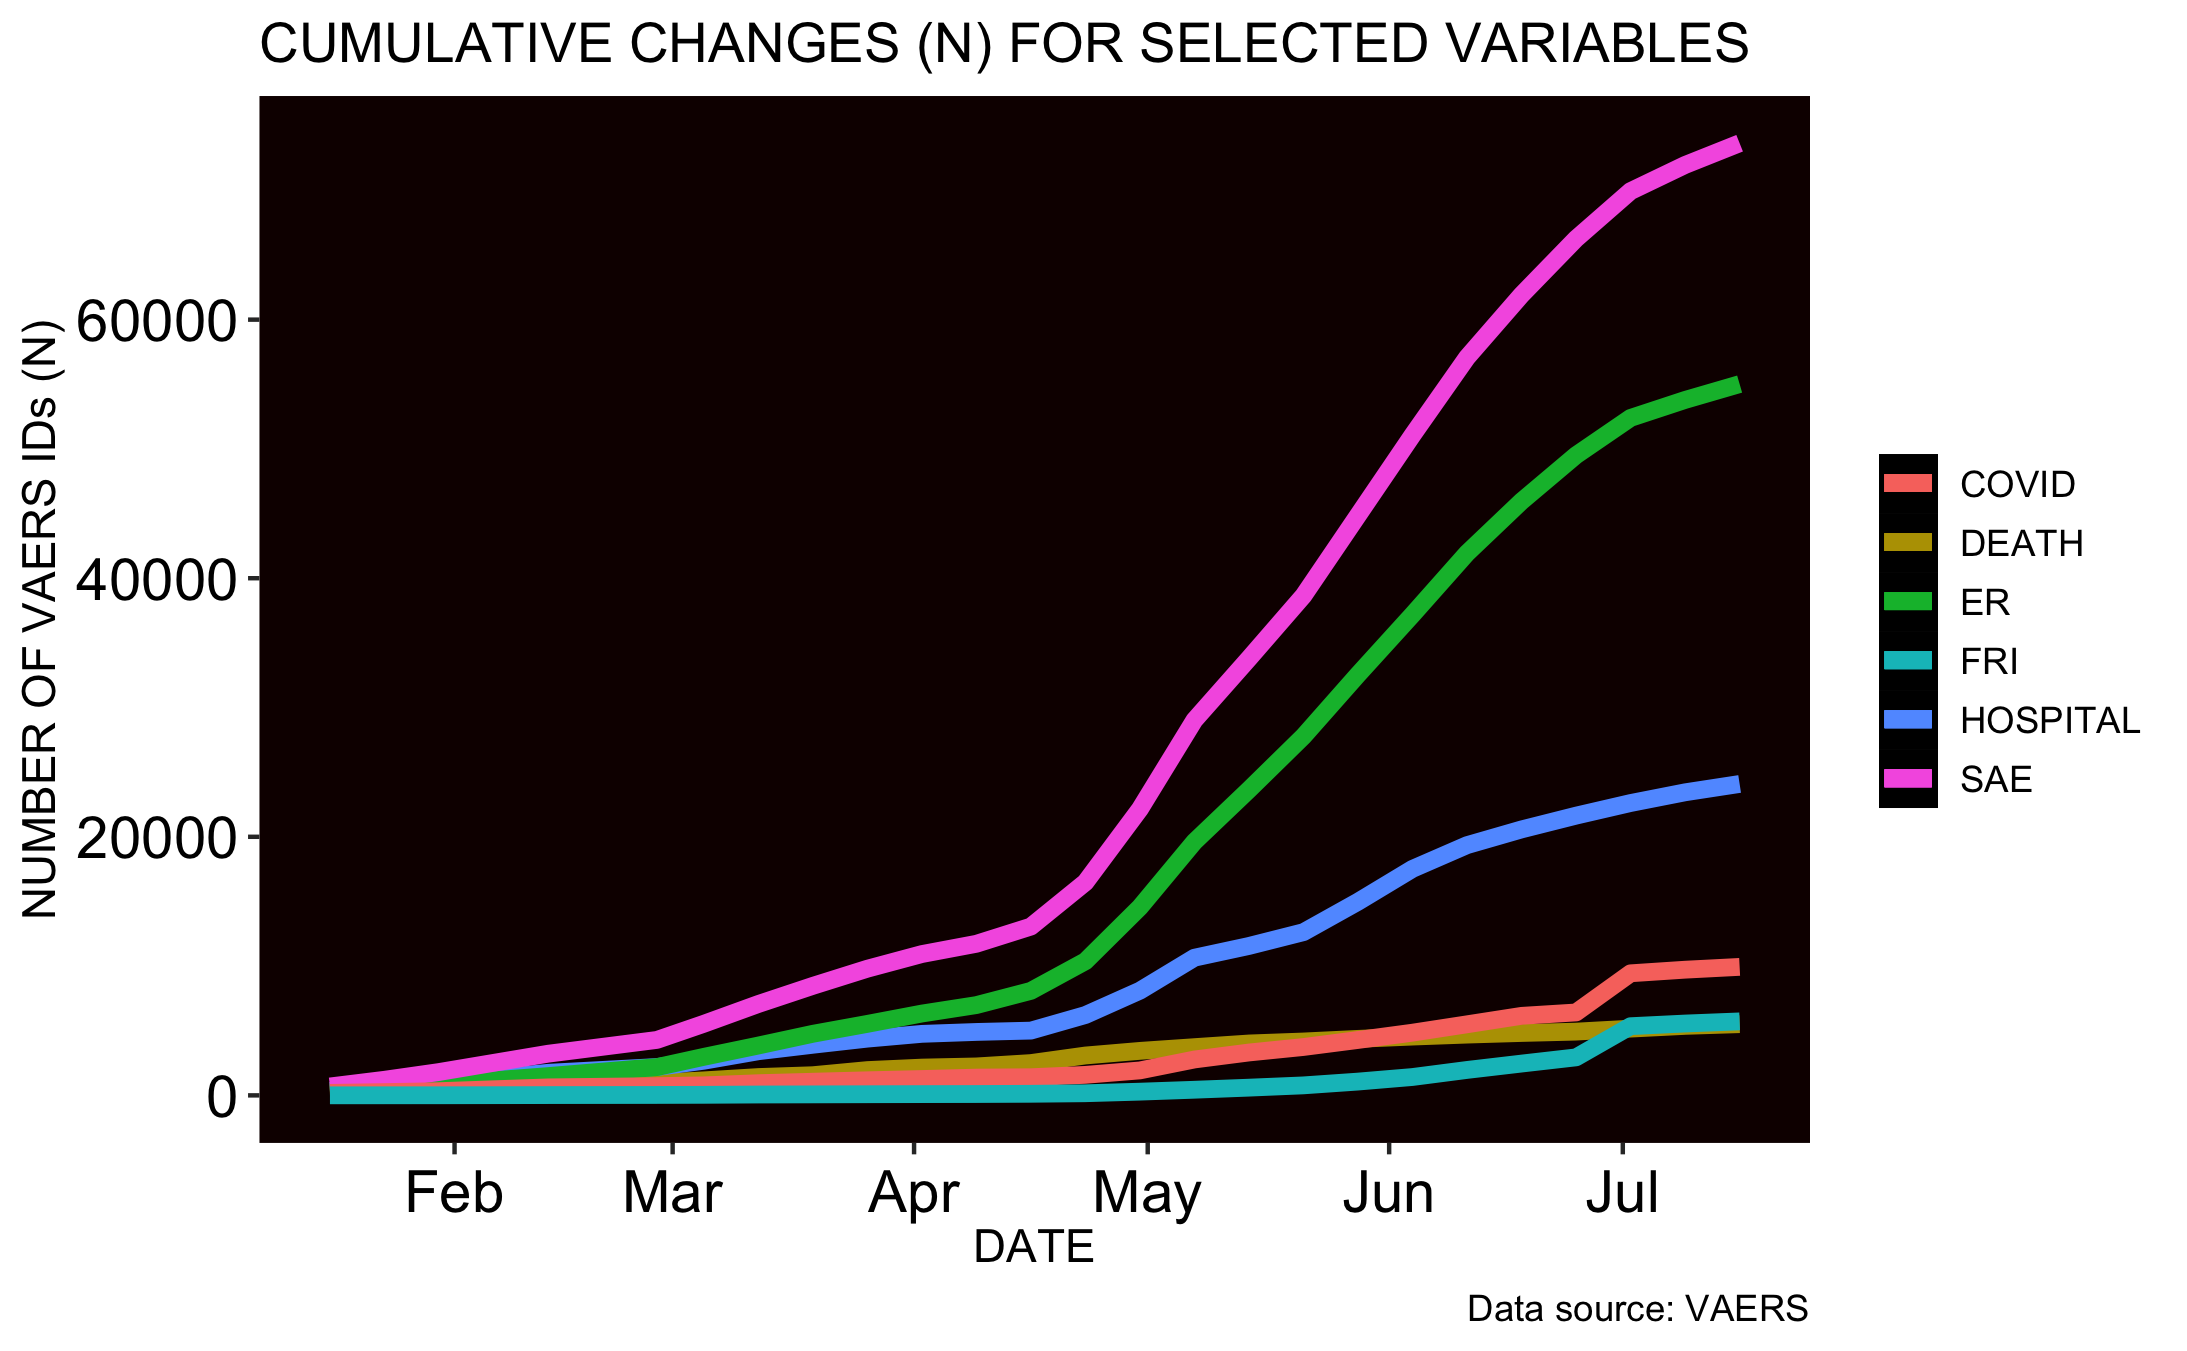 CUMULATIVE CHANGES (N) FOR SELECTED VARIABLES
NUMBER OF VAERS IDs (N)
60000
40000
20000
0
Feb Mar Apr May Jun Jul
DATE
COVID
DEATH
ER
FRI
HOSPITAL
SAE
Data source: VAERS